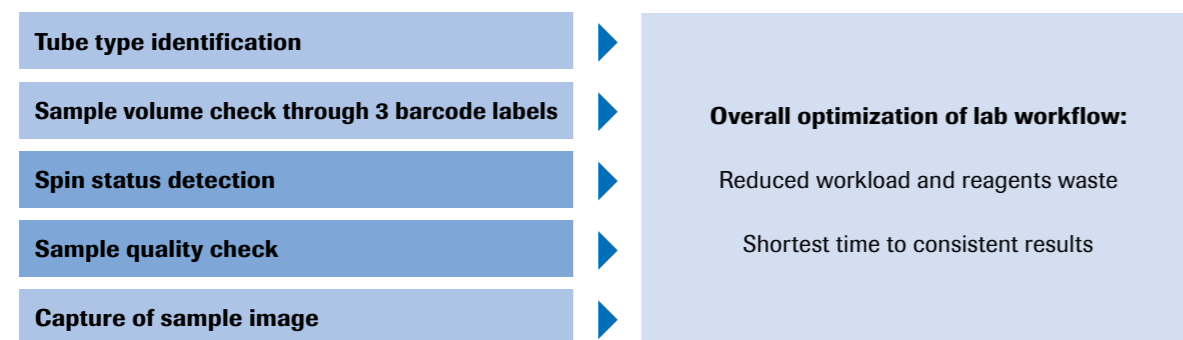 Tube type identification
Sample volume check through 3 barcode labels
Spin status detection
Sample quality check
Capture of sample image
Overall optimization of lab workflow:
Reduced workload and reagents waste
Shortest time to consistent results